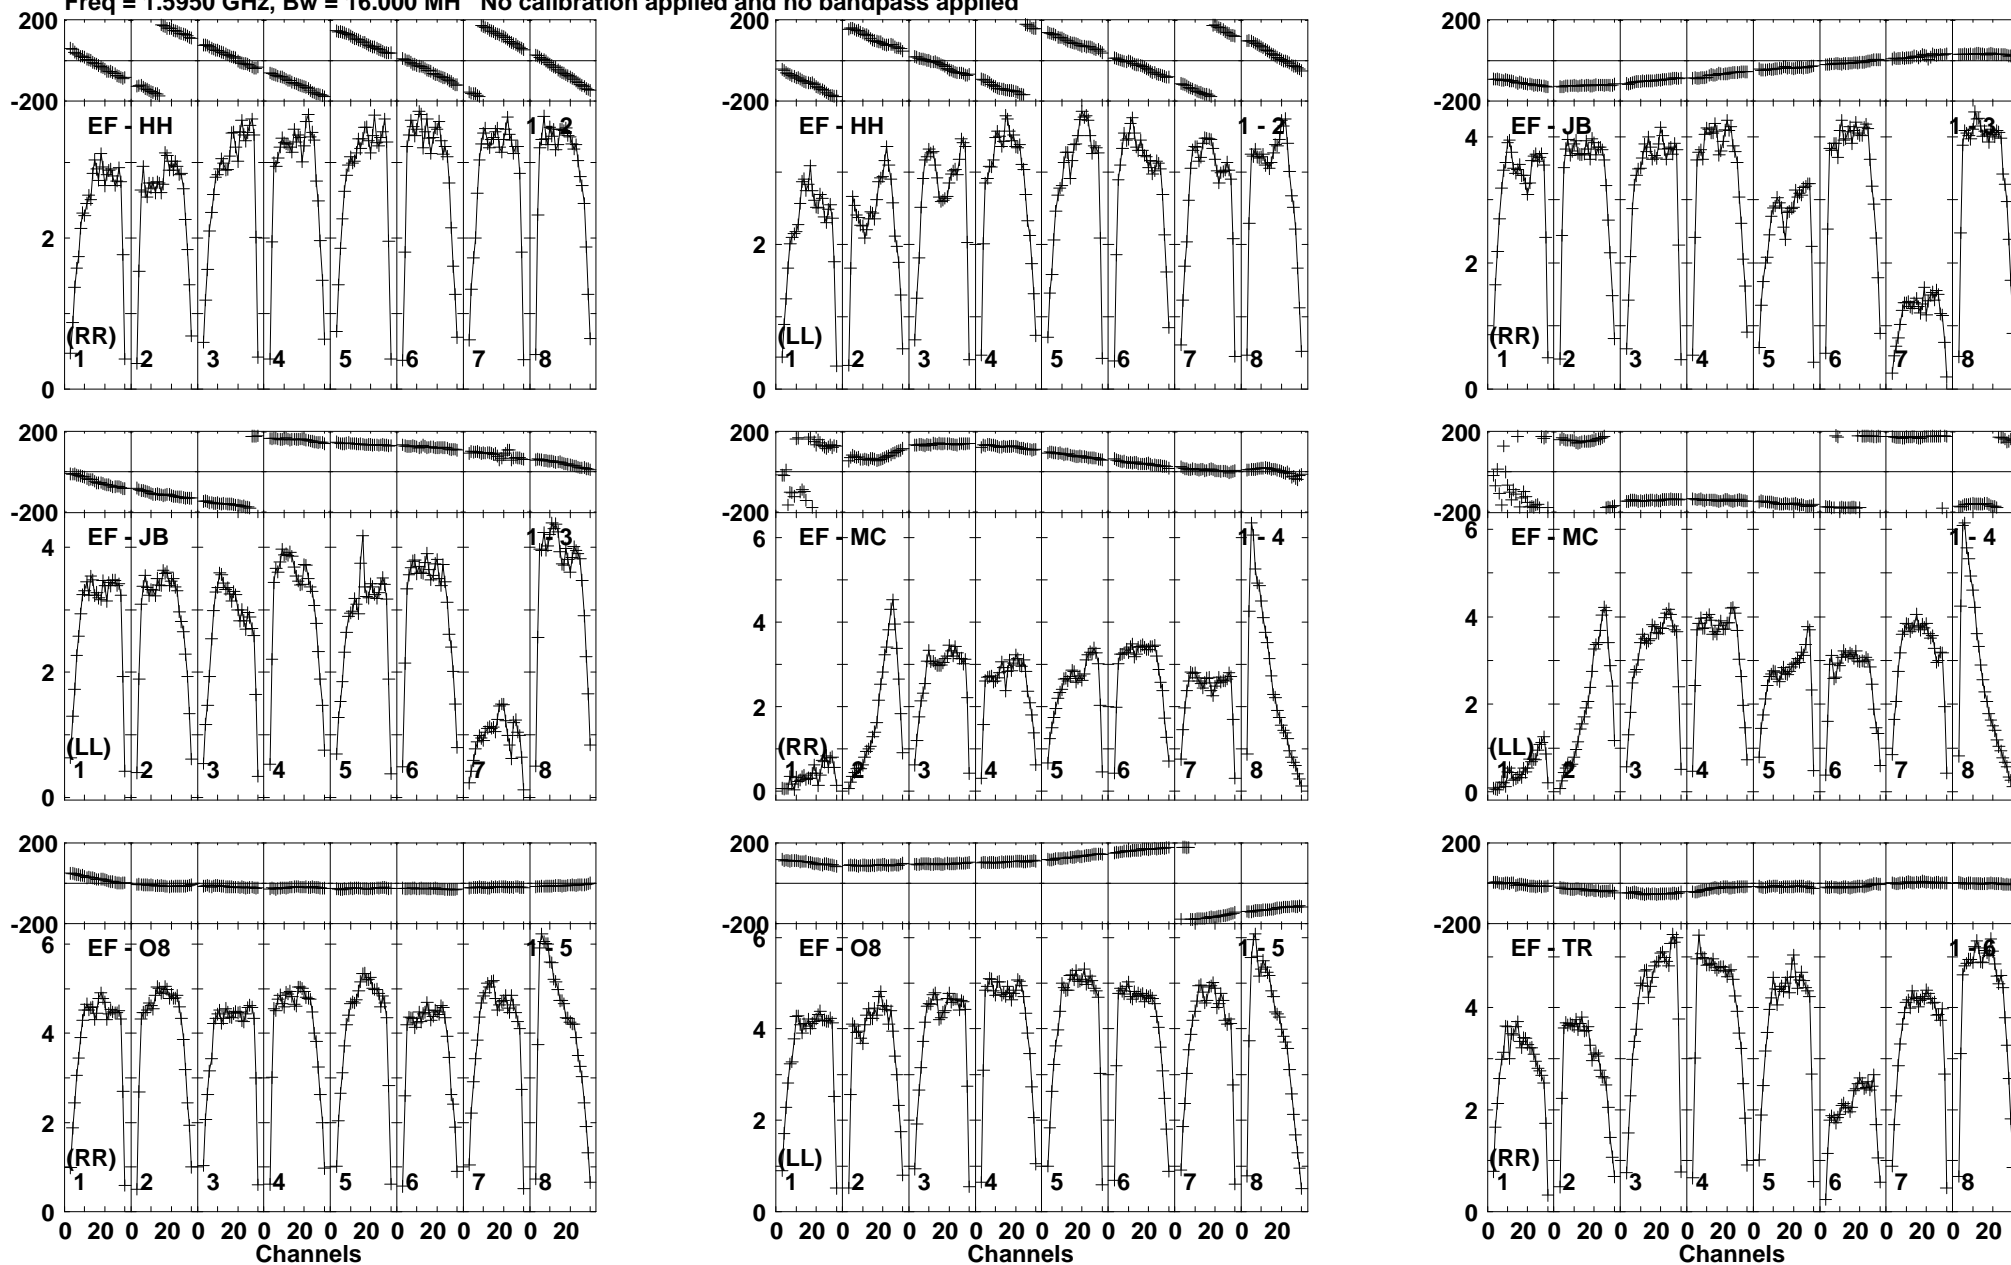 Freq = 1.5950 GHz, Bw = 16.000 MH No calibration applied and no bandpass applied
200 200 200
-200 -200 -200
EF - HH 1 - 2 EF - HH 1 - 2 EF - JB 1 - 3
4
2 2 2
(RR) (LL) (RR)
1 2 3 4 5 6 7 8 1 2 3 4 5 6 7 8 1 2 3 4 5 6 7 8
0 0 0
200 200 200
-200 -200 -200
EF - JB 1 - 3 EF - MC 1 - 4 EF - MC 1 - 4
4 6 6
4 4
2 2 2
(LL) (RR) (LL)
1 2 3 4 5 6 7 8 1 2 3 4 5 6 7 8 1 2 3 4 5 6 7 8
0 0 0
200 200 200
-200 -200 -200
EF - O8 1 - 5 EF - O8 1 - 5 EF - TR 1 - 6
6 6
4 4 4
2 2 2
(RR) (LL) (RR)
1 2 3 4 5 6 7 8 1 2 3 4 5 6 7 8 1 2 3 4 5 6 7 8
0 0 0
0 20 0 20 0 20 0 20 0 20 0 20 0 20 0 20 0 20 0 20 0 20 0 20 0 20 0 20 0 20 0 20 0 20 0 20 0 20 0 20 0 20 0 20 0 20 0 20
Channels Channels